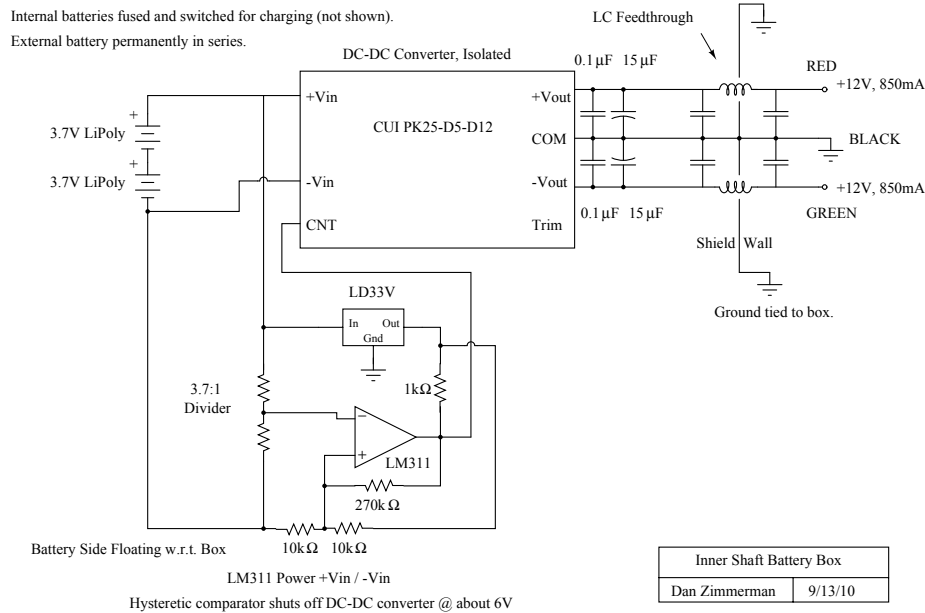 Internal batteries fused and switched for charging (not shown).
External battery permanently in series.
LC Feedthrough
DC-DC Converter, Isolated
0.1 µF 15 µF
RED
+12V, 850mA
+Vin
+Vout
+
3.7V LiPoly
CUI PK25-D5-D12
COM
BLACK
+
3.7V LiPoly
-Vin
-Vout
+12V, 850mA
GREEN
0.1 µF 15 µF
CNT
Trim
Shield Wall
LD33V
In Out
Gnd
Ground tied to box.
3.7:1
Divider
1kΩ
−
+
LM311
270k Ω
10kΩ 10kΩ
Battery Side Floating w.r.t. Box
LM311 Power +Vin / -Vin
Hysteretic comparator shuts off DC-DC converter @ about 6V
Inner Shaft Battery Box
Dan Zimmerman 9/13/10